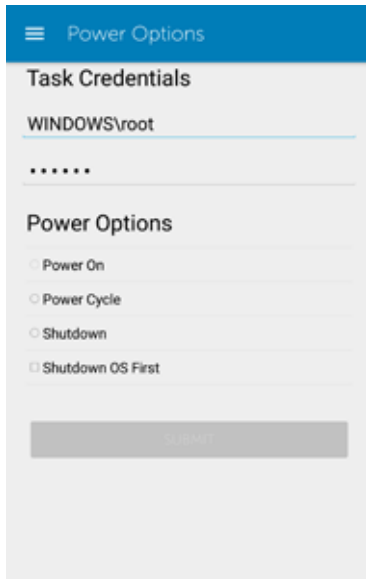 Power Options
Task Credentials
WINDOWS\root
••••••
Power Options
Power On
Power Cycle
Shutdown
Shutdown OS First
SUBMIT